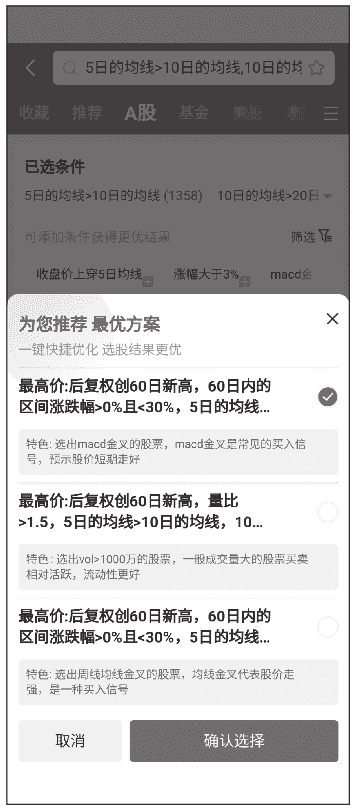 5日的均线>10日的均线,10日的均
收藏 推荐 A股 基金
已选条件
5日的均线>10日的均线 (1358) 10日的均线>20日
可添加条件获得更优结果 筛选
收盘价上穿5日均线 涨幅大于3% macd金
为您推荐 最优方案
一键快捷优化 选股结果更优
最高价:后复权创60日新高，60日内的
区间涨跌幅>0%且<30%，5日的均线...
特色: 选出macd金叉的股票，macd金叉是常见的买入信
号，预示股价短期走好
最高价:后复权创60日新高，量比
>1.5，5日的均线>10日的均线，10...
特色: 选出vol>1000万的股票，一般成交量大的股票买卖
相对活跃，流动性更好
最高价:后复权创60日新高，60日内的
区间涨跌幅>0%且<30%，5日的均线...
特色: 选出周线均线金叉的股票，均线金叉代表股价走
强，是一种买入信号
取消 确认选择